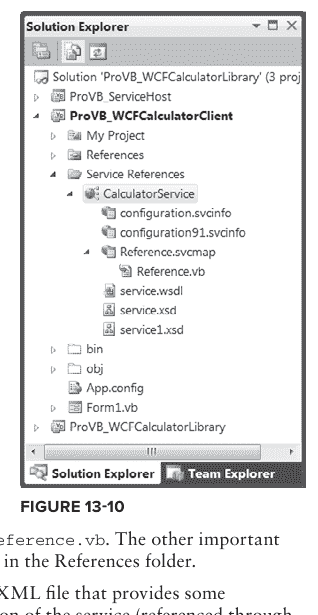 Solution Explorer
Solution 'ProVB_WCFCalculatorLibrary' (3 proj
ProVB_ServiceHost
ProVB_WCFCalculatorClient
My Project
References
Service References
CalculatorService
configuration.svcinfo
configuration91.svcinfo
Reference.svcmap
Reference.vb
service.wsdl
service.xsd
service1.xsd
bin
obj
App.config
Form1.vb
ProVB_WCFCalculatorLibrary
Solution Explorer Team Explorer
FIGURE 13-10
eference.vb. The other important
in the References folder.
XML file that provides some
on of the service (referenced through